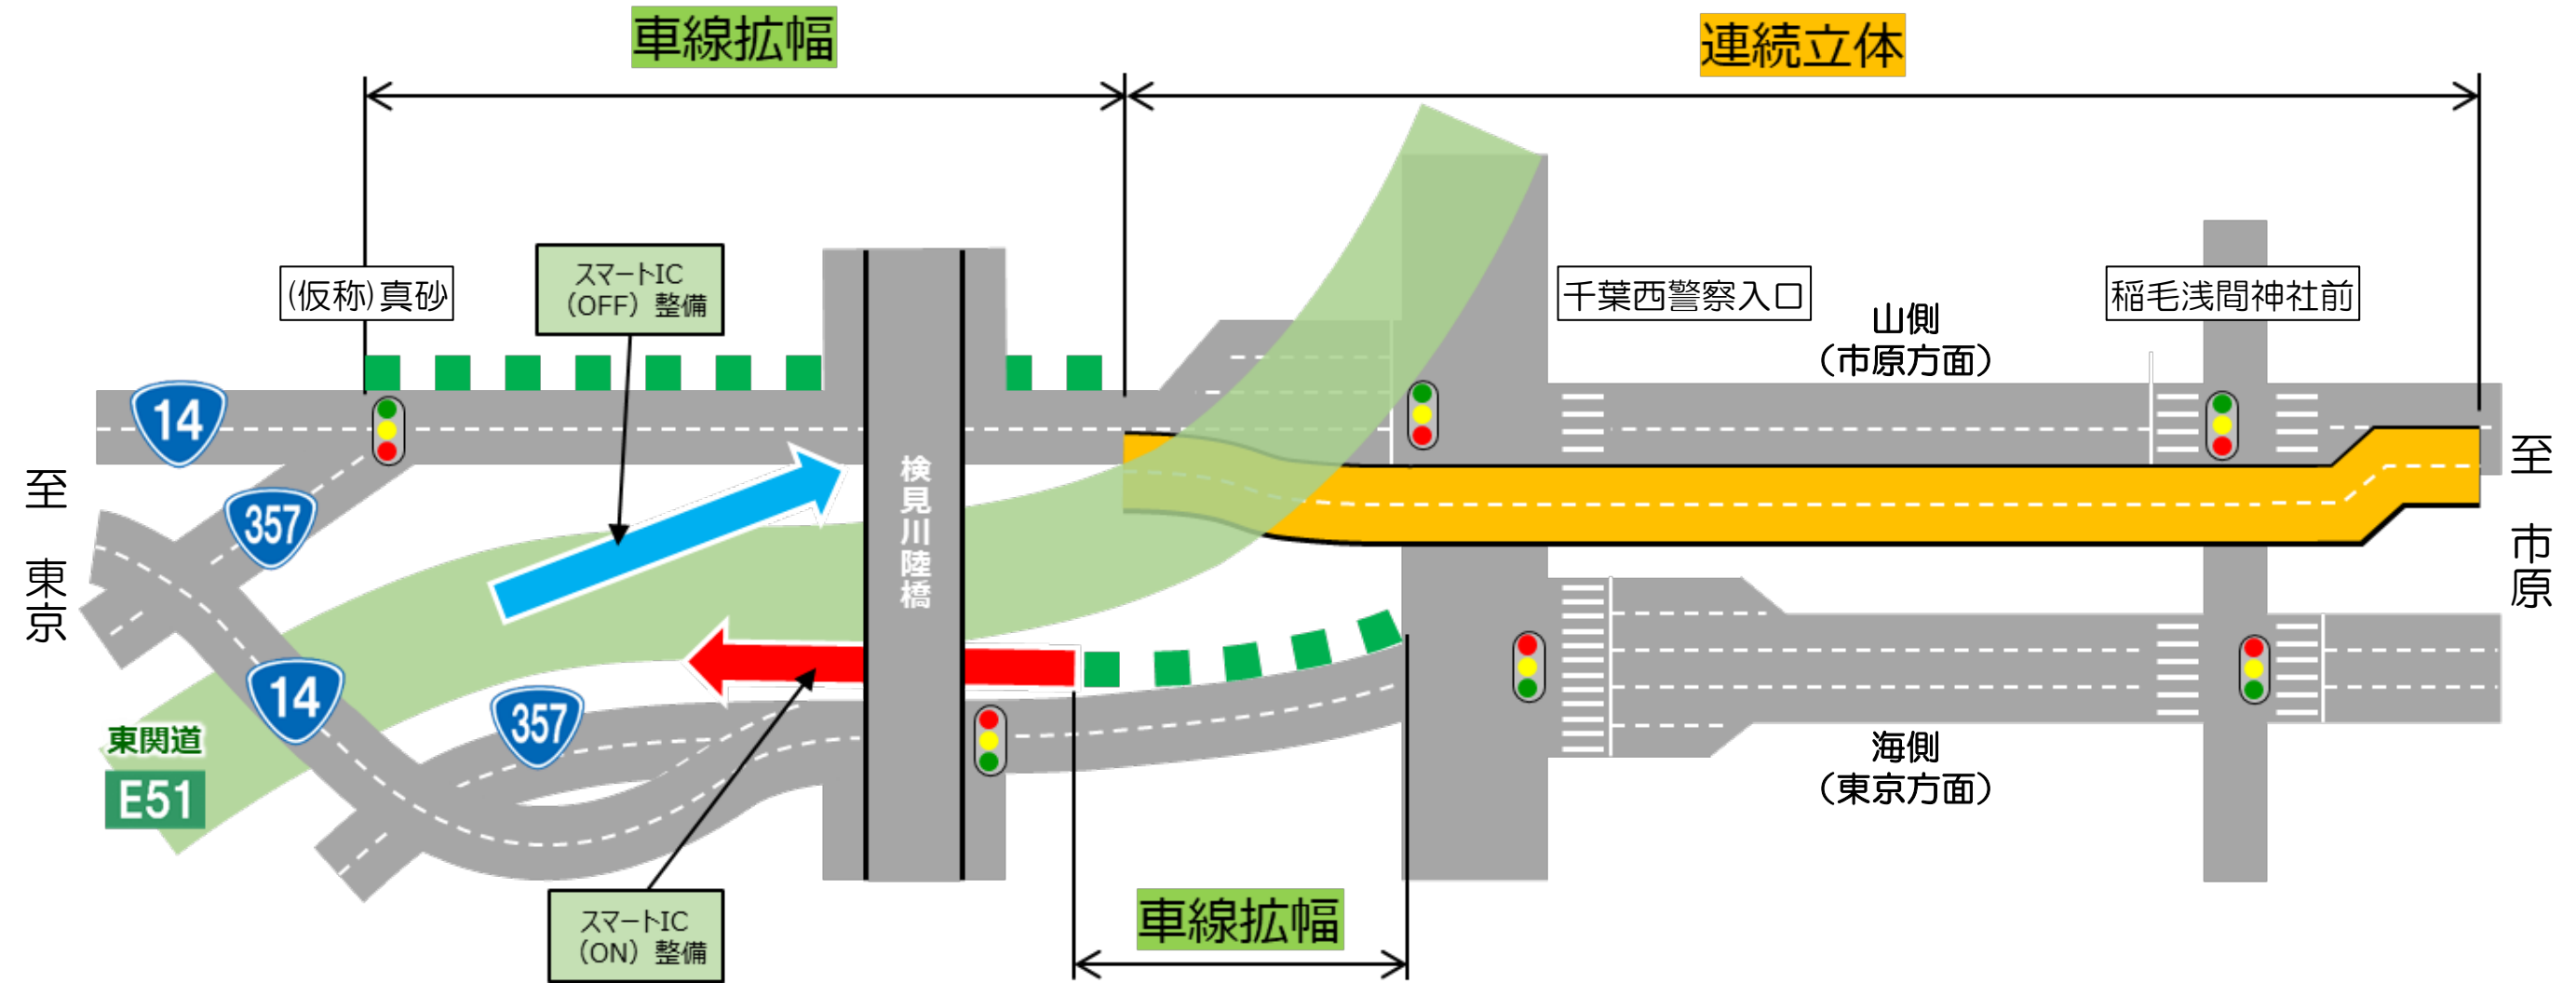 車線拡幅
連続立体
スマートIC
（OFF）整備
(仮称)真砂
千葉西警察入口
稲毛浅間神社前
山側
（市原方面）
14
357
至 東京
至 市原
検見川陸橋
14
357
東関道
E51
海側
（東京方面）
スマートIC
（ON）整備
車線拡幅